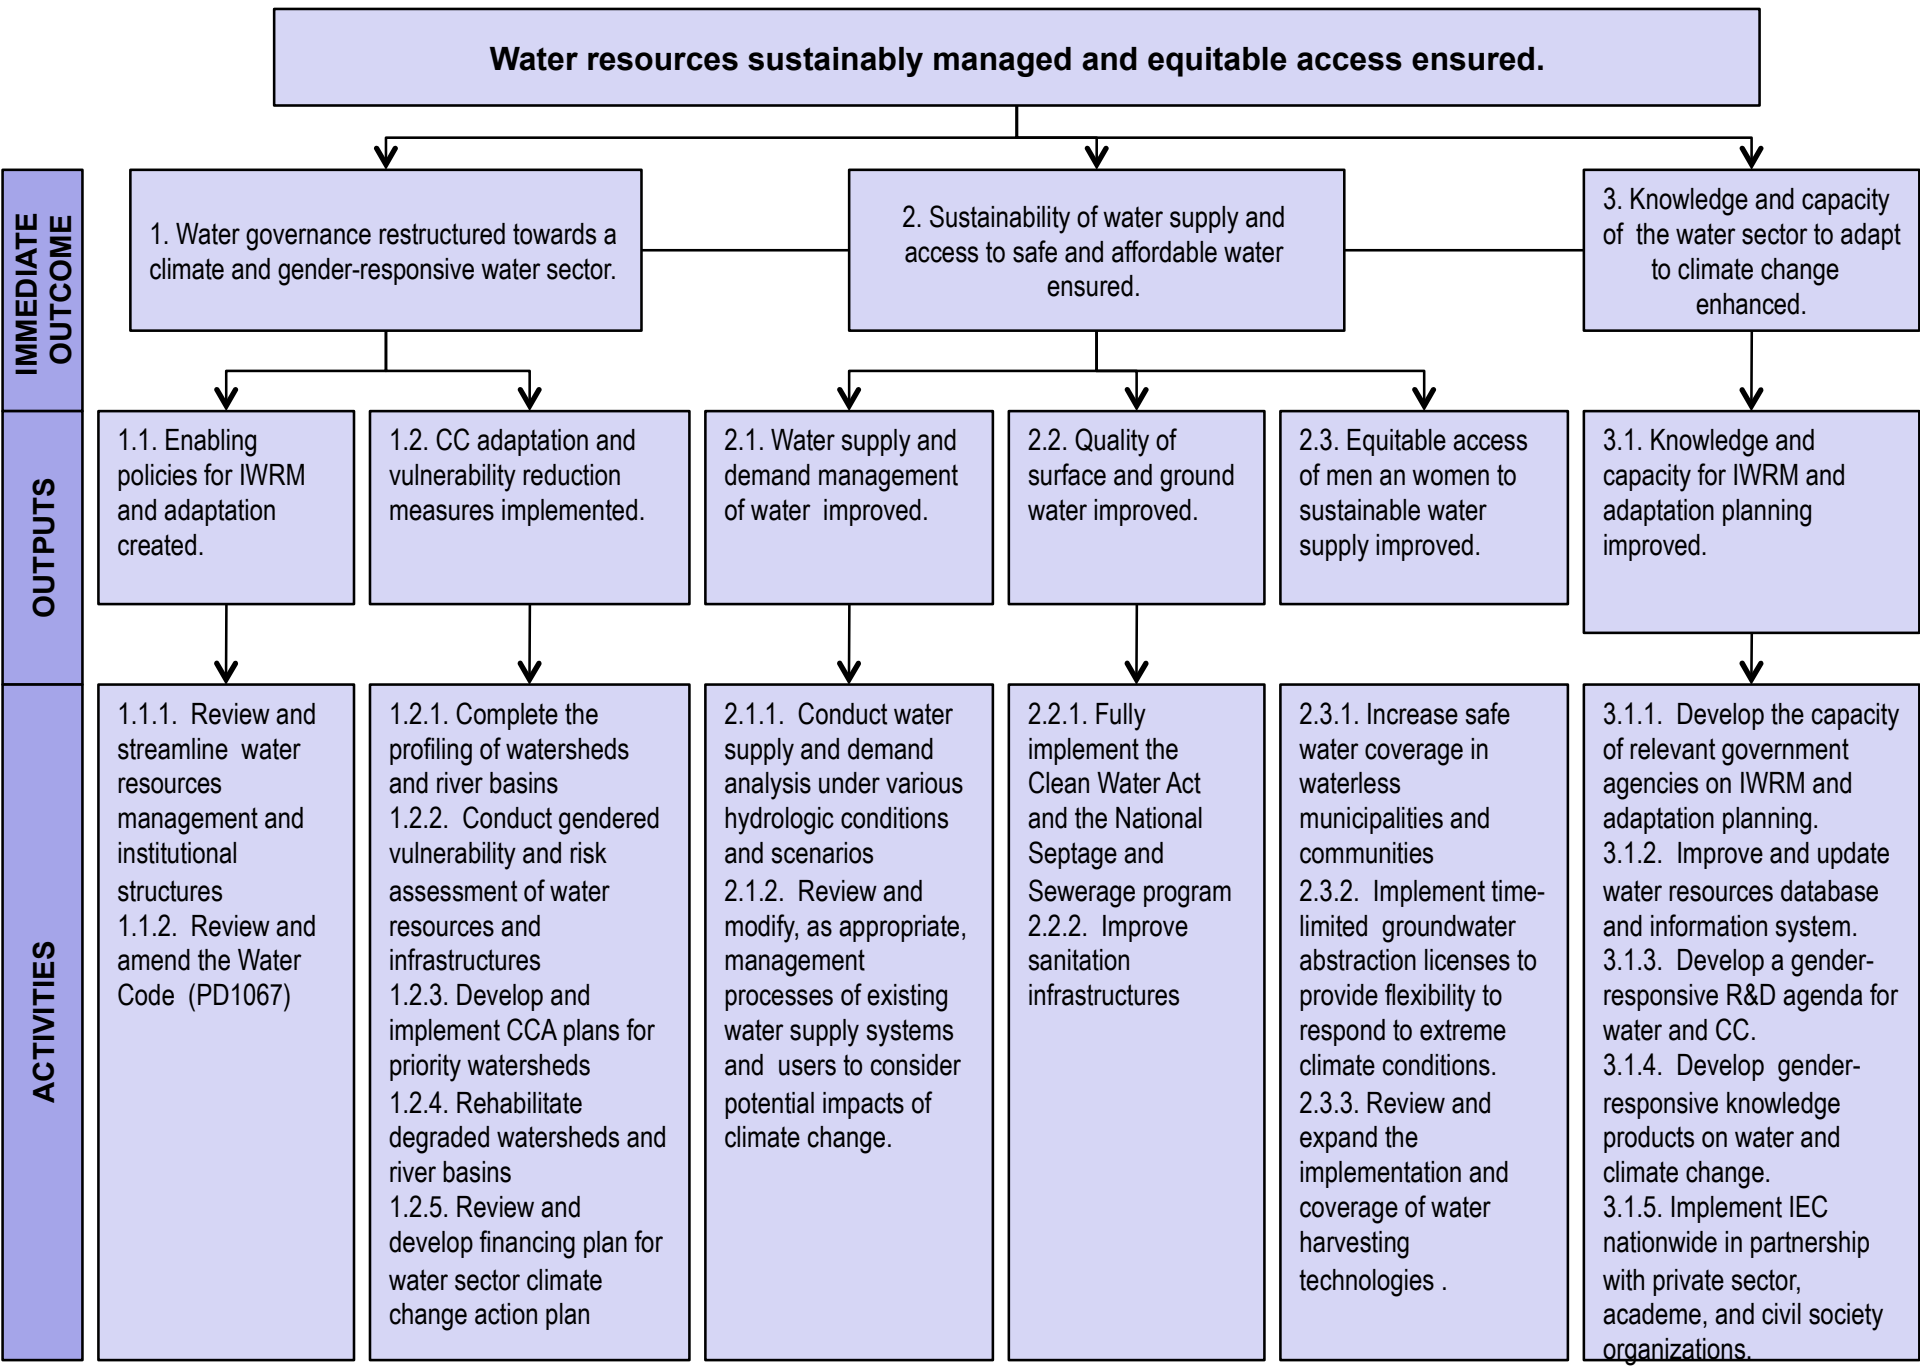 Water resources sustainably managed and equitable access ensured.
IMMEDIATE
OUTCOME
1. Water governance restructured towards a
climate and gender-responsive water sector.
2. Sustainability of water supply and
access to safe and affordable water
ensured.
3. Knowledge and capacity
of the water sector to adapt
to climate change
enhanced.
OUTPUTS
1.1. Enabling
policies for IWRM
and adaptation
created.
1.2. CC adaptation and
vulnerability reduction
measures implemented.
2.1. Water supply and
demand management
of water improved.
2.2. Quality of
surface and ground
water improved.
2.3. Equitable access
of men an women to
sustainable water
supply improved.
3.1. Knowledge and
capacity for IWRM and
adaptation planning
improved.
ACTIVITIES
1.1.1. Review and
streamline water
resources
management and
institutional
structures
1.1.2. Review and
amend the Water
Code (PD1067)
1.2.1. Complete the
profiling of watersheds
and river basins
1.2.2. Conduct gendered
vulnerability and risk
assessment of water
resources and
infrastructures
1.2.3. Develop and
implement CCA plans for
priority watersheds
1.2.4. Rehabilitate
degraded watersheds and
river basins
1.2.5. Review and
develop financing plan for
water sector climate
change action plan
2.1.1. Conduct water
supply and demand
analysis under various
hydrologic conditions
and scenarios
2.1.2. Review and
modify, as appropriate,
management
processes of existing
water supply systems
and users to consider
potential impacts of
climate change.
2.2.1. Fully
implement the
Clean Water Act
and the National
Septage and
Sewerage program
2.2.2. Improve
sanitation
infrastructures
2.3.1. Increase safe
water coverage in
waterless
municipalities and
communities
2.3.2. Implement time-
limited groundwater
abstraction licenses to
provide flexibility to
respond to extreme
climate conditions.
2.3.3. Review and
expand the
implementation and
coverage of water
harvesting
technologies .
3.1.1. Develop the capacity
of relevant government
agencies on IWRM and
adaptation planning.
3.1.2. Improve and update
water resources database
and information system.
3.1.3. Develop a gender-
responsive R&D agenda for
water and CC.
3.1.4. Develop gender-
responsive knowledge
products on water and
climate change.
3.1.5. Implement IEC
nationwide in partnership
with private sector,
academe, and civil society
organizations.